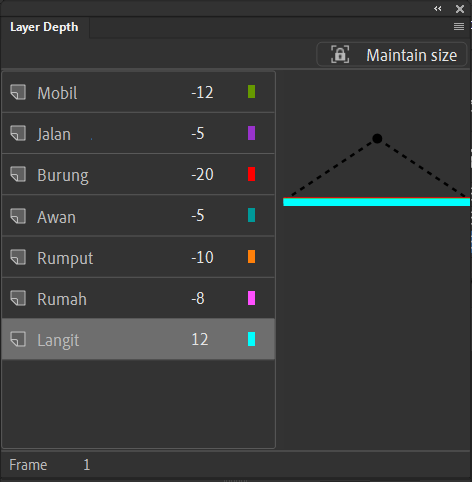 Layer Depth
Maintain size
Mobil -12
Jalan -5
Burung -20
Awan -5
Rumput -10
Rumah -8
Langit 12
Frame 1